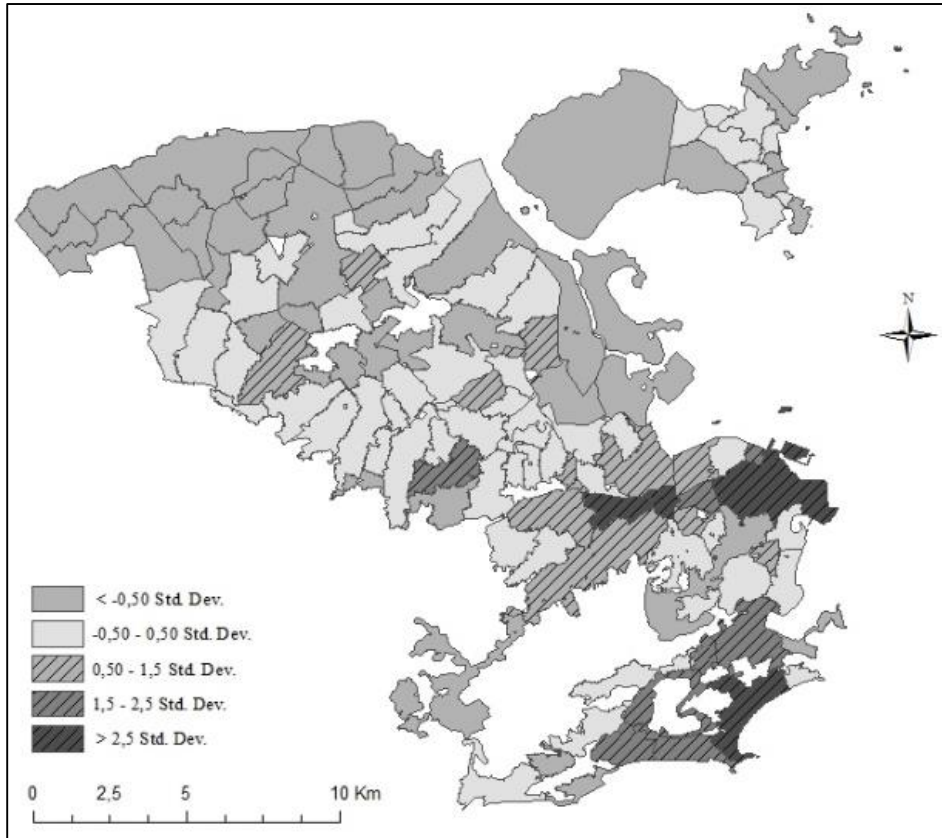 N
< -0,50 Std. Dev.
-0,50 - 0,50 Std. Dev.
0,50 - 1,5 Std. Dev.
1,5 - 2,5 Std. Dev.
> 2,5 Std. Dev.
0 2,5 5 10 Km